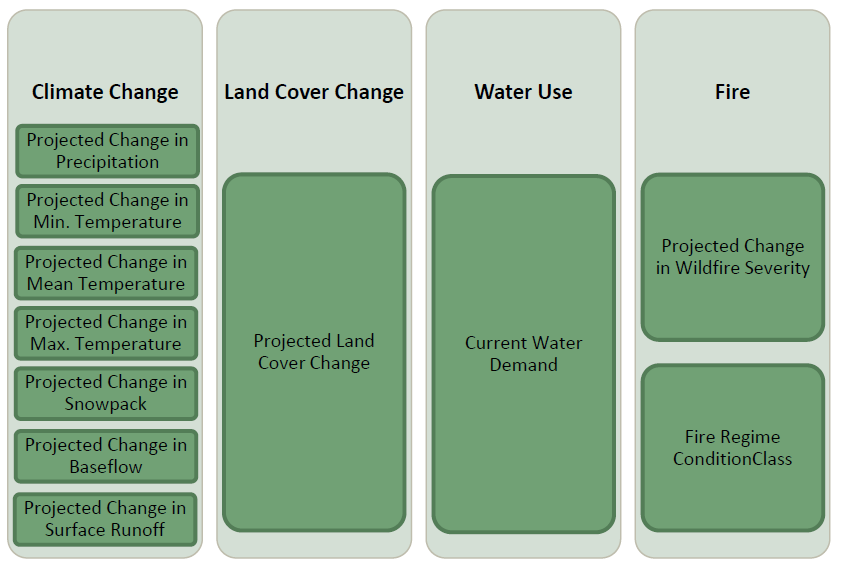 Climate Change
Projected Change in
Precipitation
Projected Change in
Min. Temperature
Projected Change in
Mean Temperature
Projected Change in
Max. Temperature
Projected Change in
Snowpack
Projected Change in
Baseflow
Projected Change in
Surface Runoff
Land Cover Change
Projected Land
Cover Change
Water Use
Current Water
Demand
Fire
Projected Change
in Wildfire Severity
Fire Regime
ConditionClass